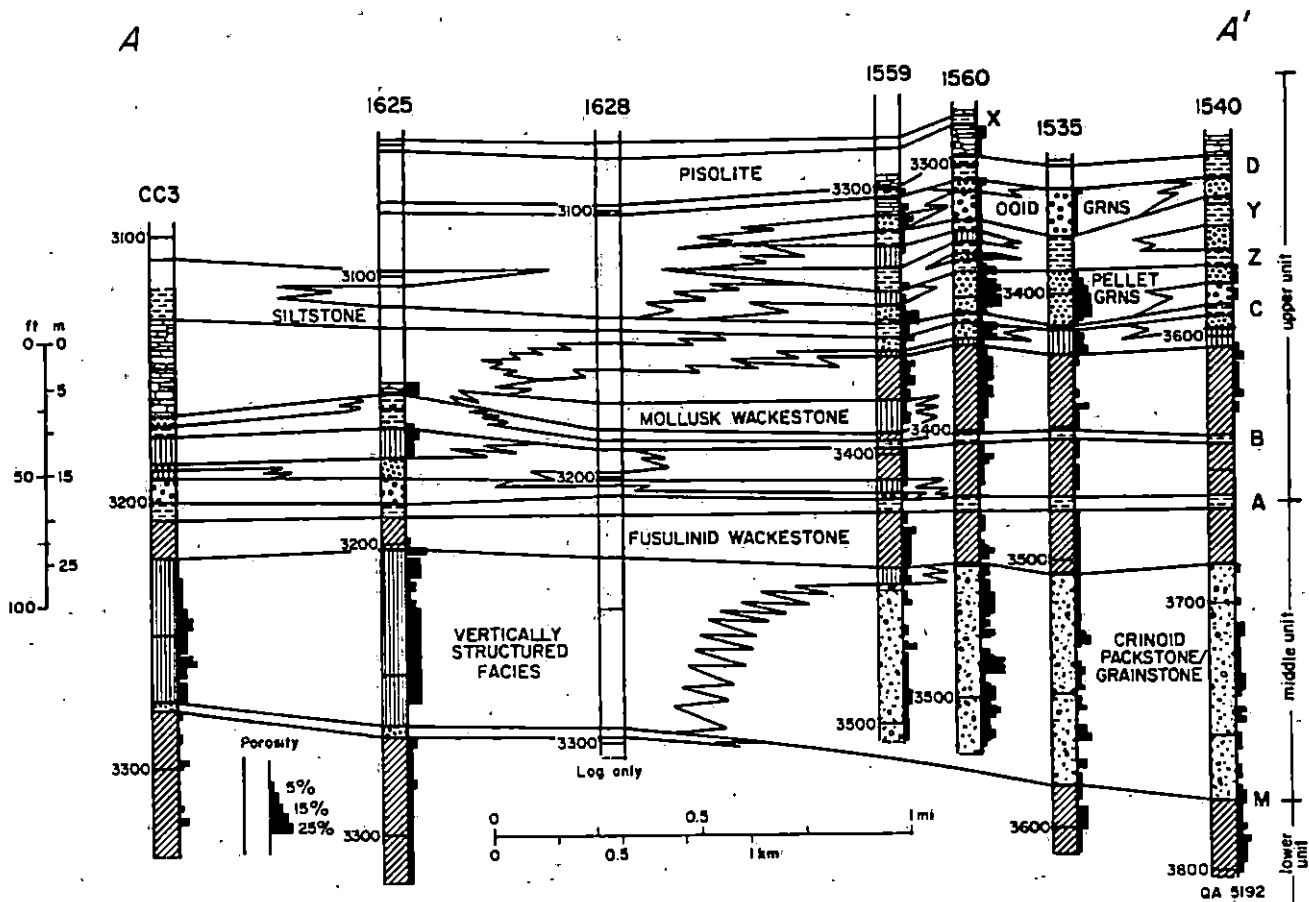 A
A'
1559
1560
1625
1628
1535
1540
CC3
X
D
Y
Z
C
B
A
M
PISOLITE
3300
3300
3100
3100
3100
OOID GRNS
PELLET GRNS
3400
SILTSTONE
3600
ft m
0 0
5
50 15
25
100
MOLLUSK WACKESTONE
3400
3400
3200
3200
FUSULINID WACKESTONE
3200
3500
3700
VERTICALLY
STRUCTURED
FACIES
CRINOID
PACKSTONE/
GRAINSTONE
3500
3500
3300
3300
Log only
Porosity
5%
15%
25%
3300
0 0.5 1 mi
0 0.5 1 km
3600
3800
QA 5192
upper unit
middle unit
lower unit